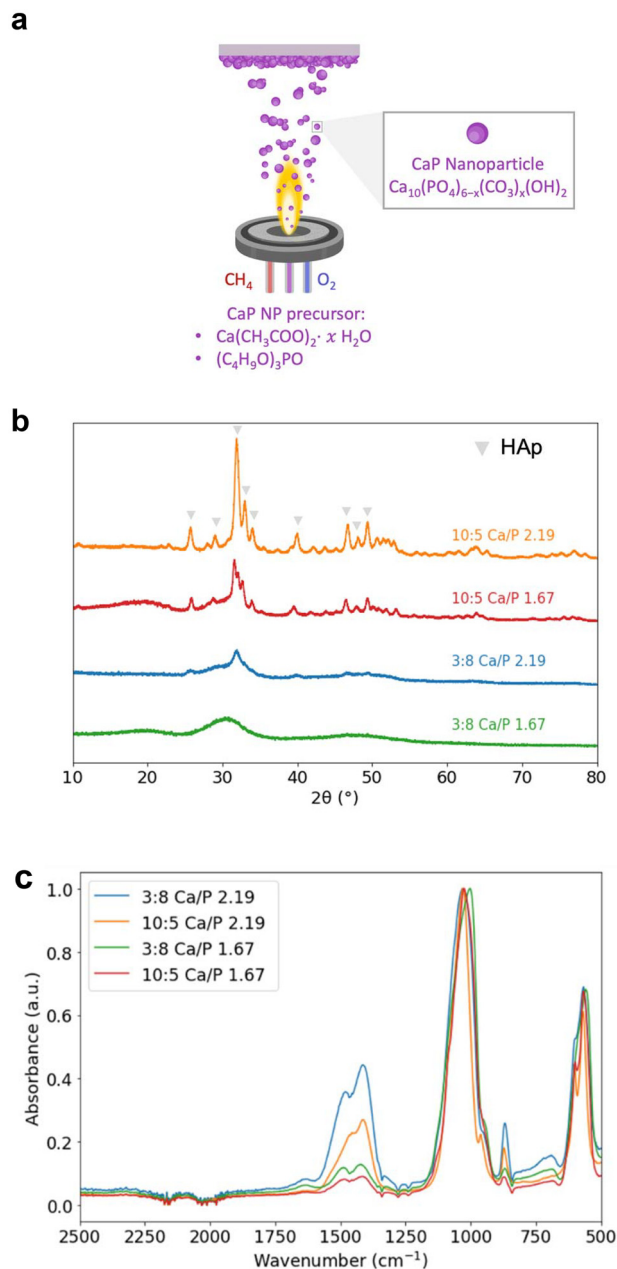 a
CaP Nanoparticle
Ca₁₀(PO₄)₆₋ₓ(CO₃)ₓ(OH)₂
CH₄ O₂
CaP NP precursor:
• Ca(CH₃COO)₂· x H₂O
• (C₄H₉O)₃PO
b
HAp
10:5 Ca/P 2.19
10:5 Ca/P 1.67
3:8 Ca/P 2.19
3:8 Ca/P 1.67
10 20 30 40 50 60 70 80
2θ (°)
c
3:8 Ca/P 2.19
10:5 Ca/P 2.19
3:8 Ca/P 1.67
10:5 Ca/P 1.67
1.0
0.8
0.6
0.4
0.2
0.0
Absorbance (a.u.)
2500 2250 2000 1750 1500 1250 1000 750 500
Wavenumber (cm⁻¹)